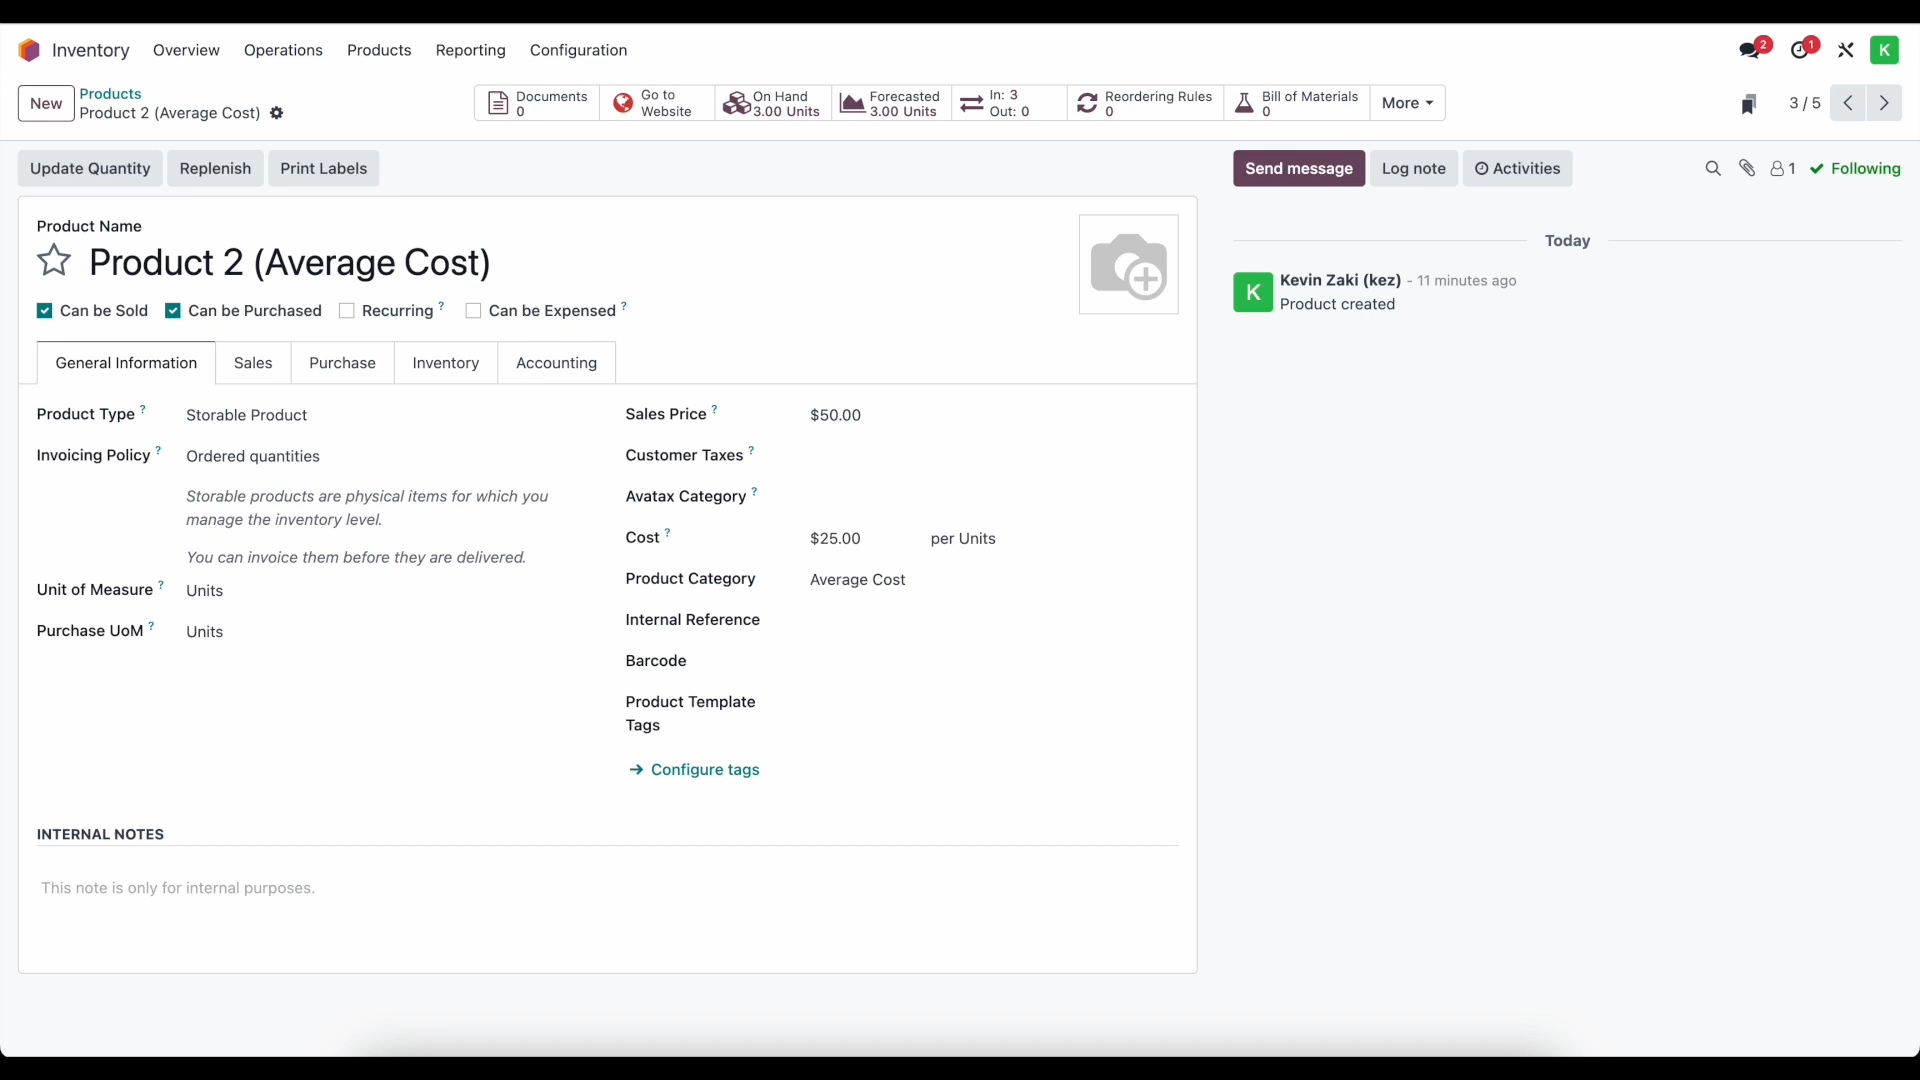 Inventory Overview Operations Products Reporting Configuration 2 1 K
New
Products
Product 2 (Average Cost)
Documents
0
Go to
Website
On Hand
3.00 Units
Forecasted
3.00 Units
In: 3
Out: 0
Reordering Rules
0
Bill of Materials
0
More
3 / 5
Update Quantity Replenish Print Labels
Send message Log note Activities 1 Following
Product Name
Product 2 (Average Cost)
Can be Sold Can be Purchased Recurring ? Can be Expensed ?
General Information Sales Purchase Inventory Accounting
Product Type ? Storable Product
Invoicing Policy ? Ordered quantities
Storable products are physical items for which you
manage the inventory level.
You can invoice them before they are delivered.
Unit of Measure ? Units
Purchase UoM ? Units
Sales Price ? $50.00
Customer Taxes ?
Avatax Category ?
Cost ? $25.00 per Units
Product Category Average Cost
Internal Reference
Barcode
Product Template
Tags
Configure tags
INTERNAL NOTES
This note is only for internal purposes.
Today
K
Kevin Zaki (kez) - 11 minutes ago
Product created